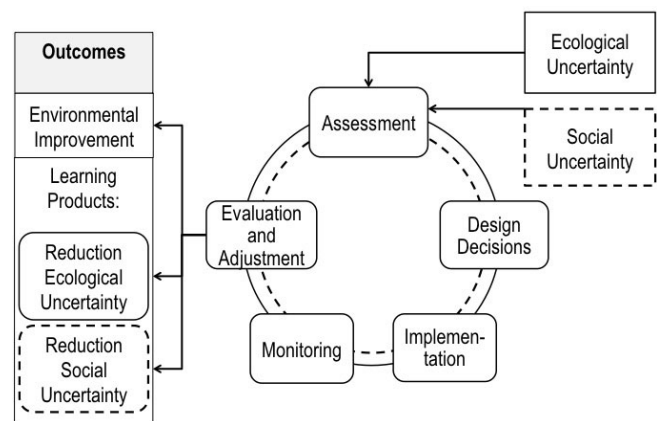 Outcomes
Environmental
Improvement
Learning
Products:
Reduction
Ecological
Uncertainty
Reduction
Social
Uncertainty
Ecological
Uncertainty
Social
Uncertainty
Assessment
Design
Decisions
Implemen-
tation
Monitoring
Evaluation
and
Adjustment